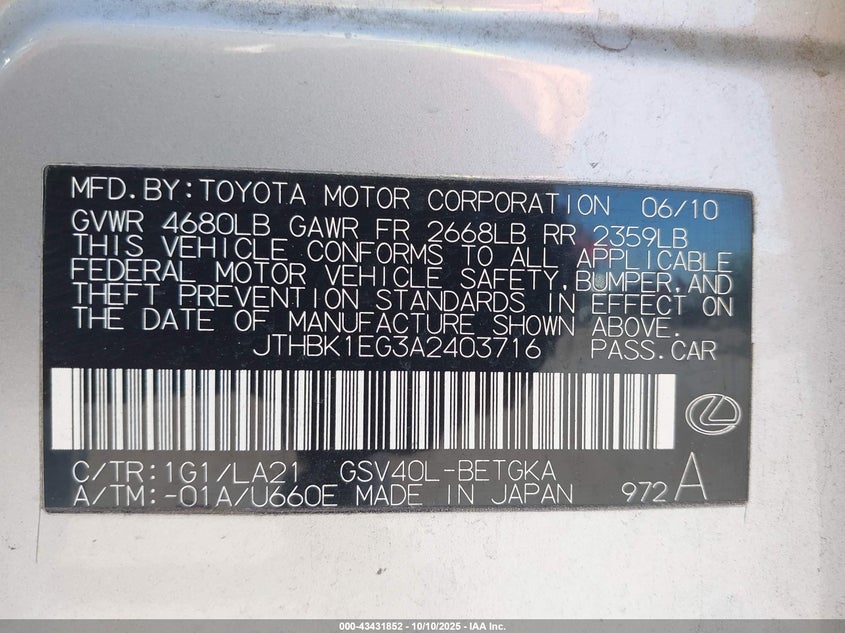 MFD.BY:TOYOTA MOTOR CORPORATION 06/10
GVWR 4680LB GAWR FR 2668LB RR 2359LB
THIS VEHICLE CONFORMS TO ALL APPLICABLE
FEDERAL MOTOR VEHICLE SAFETY,BUMPER,AND
THEFT PREVENTION STANDARDS IN EFFECT ON
THE DATE OF MANUFACTURE SHOWN ABOVE.
JTHBK1EG3A2403716 PASS.CAR
C/TR:1G1/LA21 GSV40L-BETGKA
A/TM:-01A/U660E MADE IN JAPAN 972 A
000-43431852 - 10/10/2025 - IAA Inc.